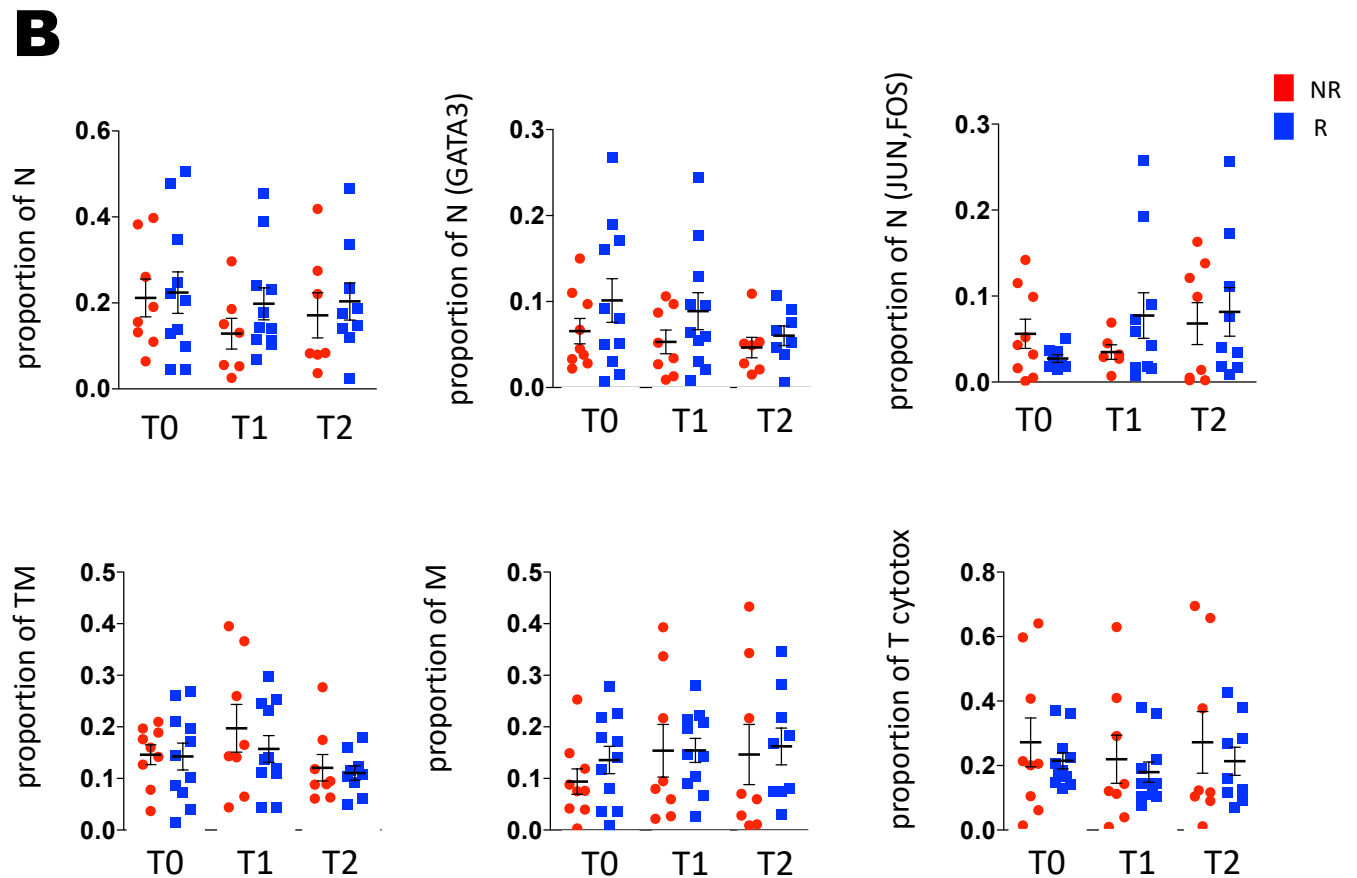 B
NR
R
proportion of N
0.6
0.4
0.2
0.0
T0 T1 T2
proportion of N (GATA3)
0.3
0.2
0.1
0.0
T0 T1 T2
proportion of N (JUN,FOS)
0.3
0.2
0.1
0.0
T0 T1 T2
proportion of TM
0.5
0.4
0.3
0.2
0.1
0.0
T0 T1 T2
proportion of M
0.5
0.4
0.3
0.2
0.1
0.0
T0 T1 T2
proportion of T cytotox
0.8
0.6
0.4
0.2
0.0
T0 T1 T2